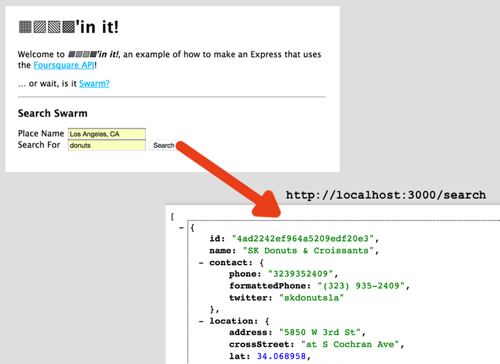 ▦▧▨▩'in it!
Welcome to ▦▧▨▩'in it!, an example of how to make an Express that uses
the Foursquare API!
... or wait, is it Swarm?
Search Swarm
Place Name Los Angeles, CA
Search For donuts Search
http://localhost:3000/search
[
- {
id: "4ad2242ef964a5209edf20e3",
name: "SK Donuts & Croissants",
- contact: {
phone: "3239352409",
formattedPhone: "(323) 935-2409",
twitter: "skdonutsla"
},
- location: {
address: "5850 W 3rd St",
crossStreet: "at S Cochran Ave",
lat: 34.068958,